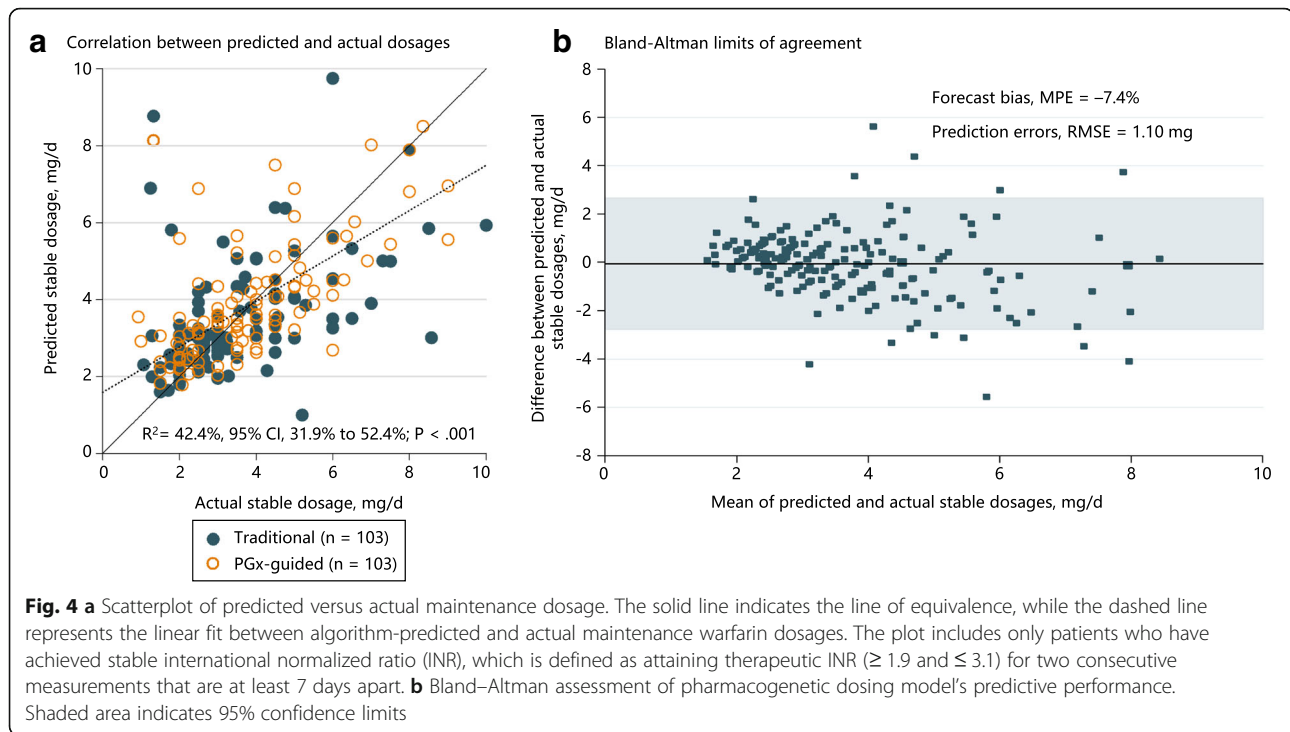 a Correlation between predicted and actual dosages
10
8
6
4
2
0
0 2 4 6 8 10
Predicted stable dosage, mg/d
R2= 42.4%, 95% CI, 31.9% to 52.4%; P < .001
Actual stable dosage, mg/d
Traditional (n = 103)
PGx-guided (n = 103)
b Bland-Altman limits of agreement
8
6
4
2
0
-2
-4
-6
-8
0 2 4 6 8 10
Difference between predicted and actual
stable dosages, mg/d
Forecast bias, MPE = –7.4%
Prediction errors, RMSE = 1.10 mg
Mean of predicted and actual stable dosages, mg/d
Fig. 4 a Scatterplot of predicted versus actual maintenance dosage. The solid line indicates the line of equivalence, while the dashed line
represents the linear fit between algorithm-predicted and actual maintenance warfarin dosages. The plot includes only patients who have
achieved stable international normalized ratio (INR), which is defined as attaining therapeutic INR (≥ 1.9 and ≤ 3.1) for two consecutive
measurements that are at least 7 days apart. b Bland–Altman assessment of pharmacogenetic dosing model's predictive performance.
Shaded area indicates 95% confidence limits